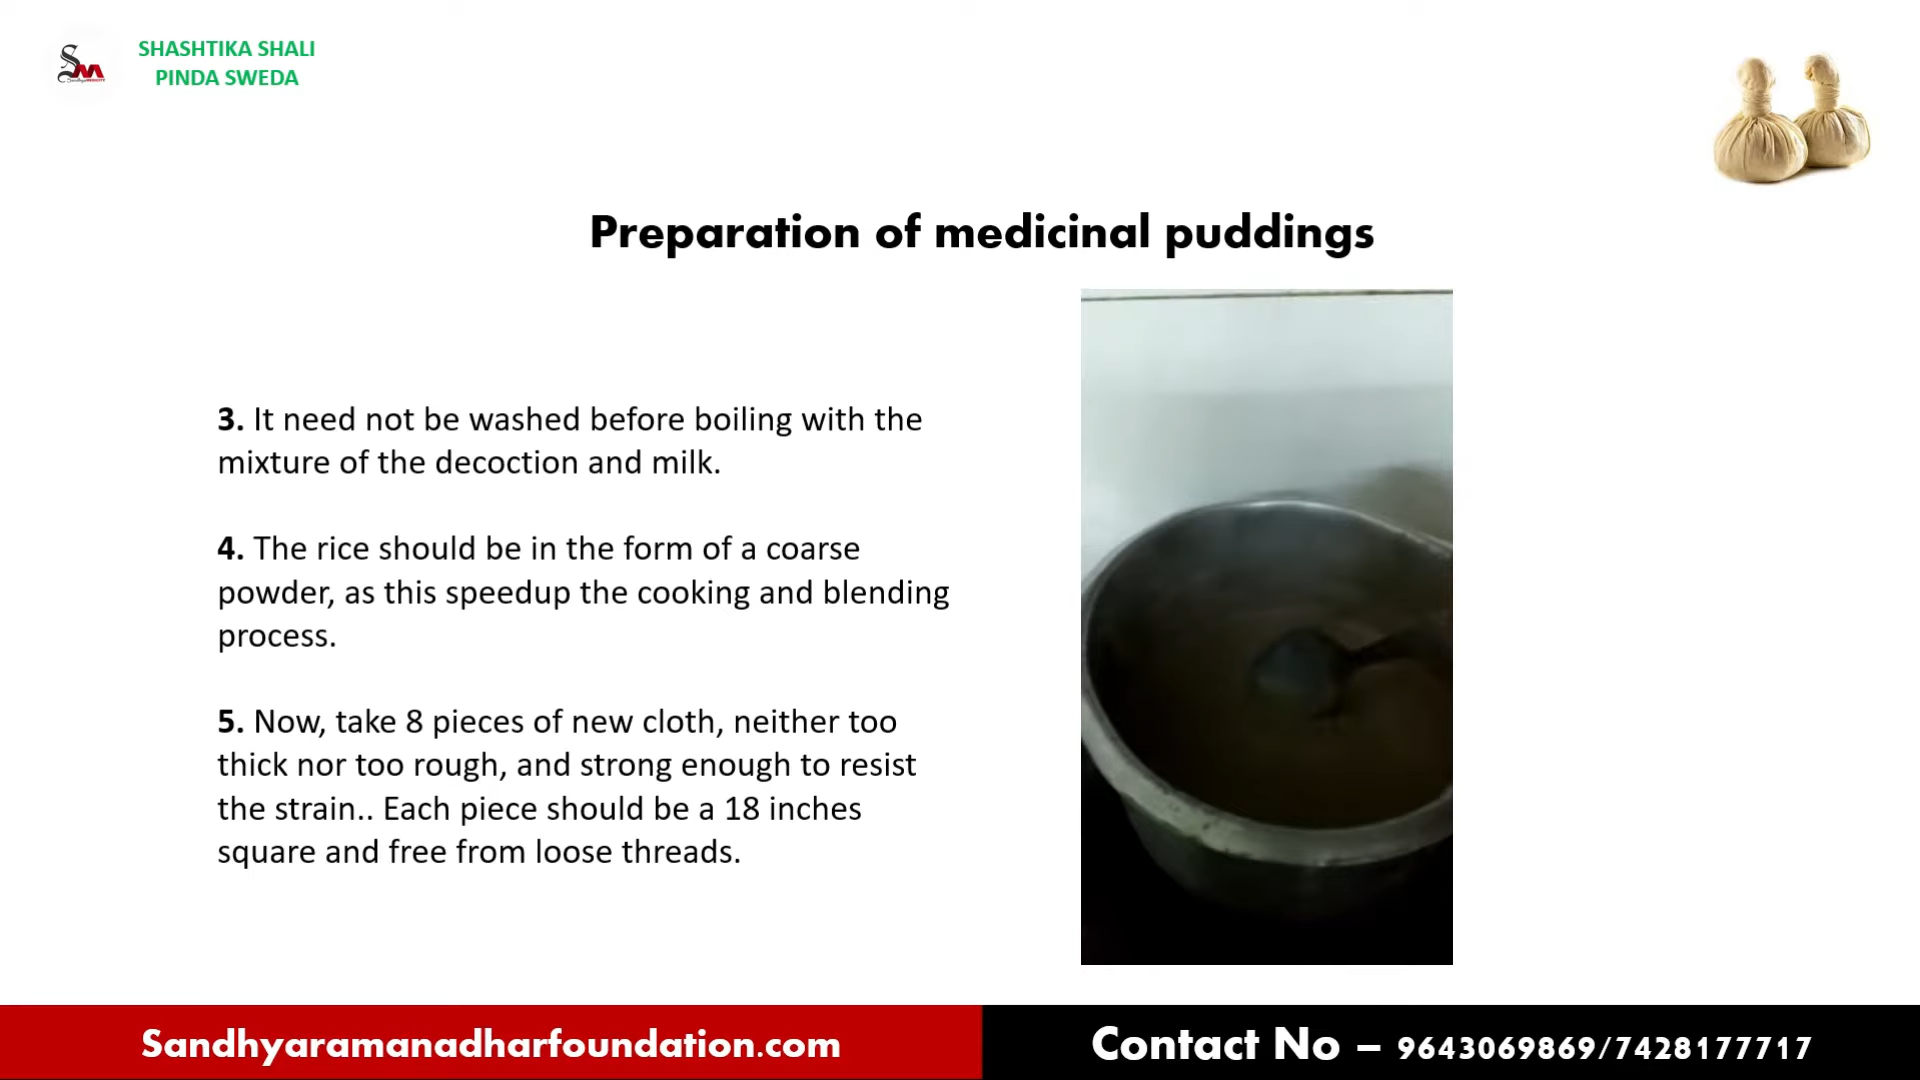 SHASHTIKA SHALI
PINDA SWEDA
Preparation of medicinal puddings
3. It need not be washed before boiling with the
mixture of the decoction and milk.
4. The rice should be in the form of a coarse
powder, as this speedup the cooking and blending
process.
5. Now, take 8 pieces of new cloth, neither too
thick nor too rough, and strong enough to resist
the strain.. Each piece should be a 18 inches
square and free from loose threads.
Sandhyaramanadharfoundation.com
Contact No – 9643069869/7428177717